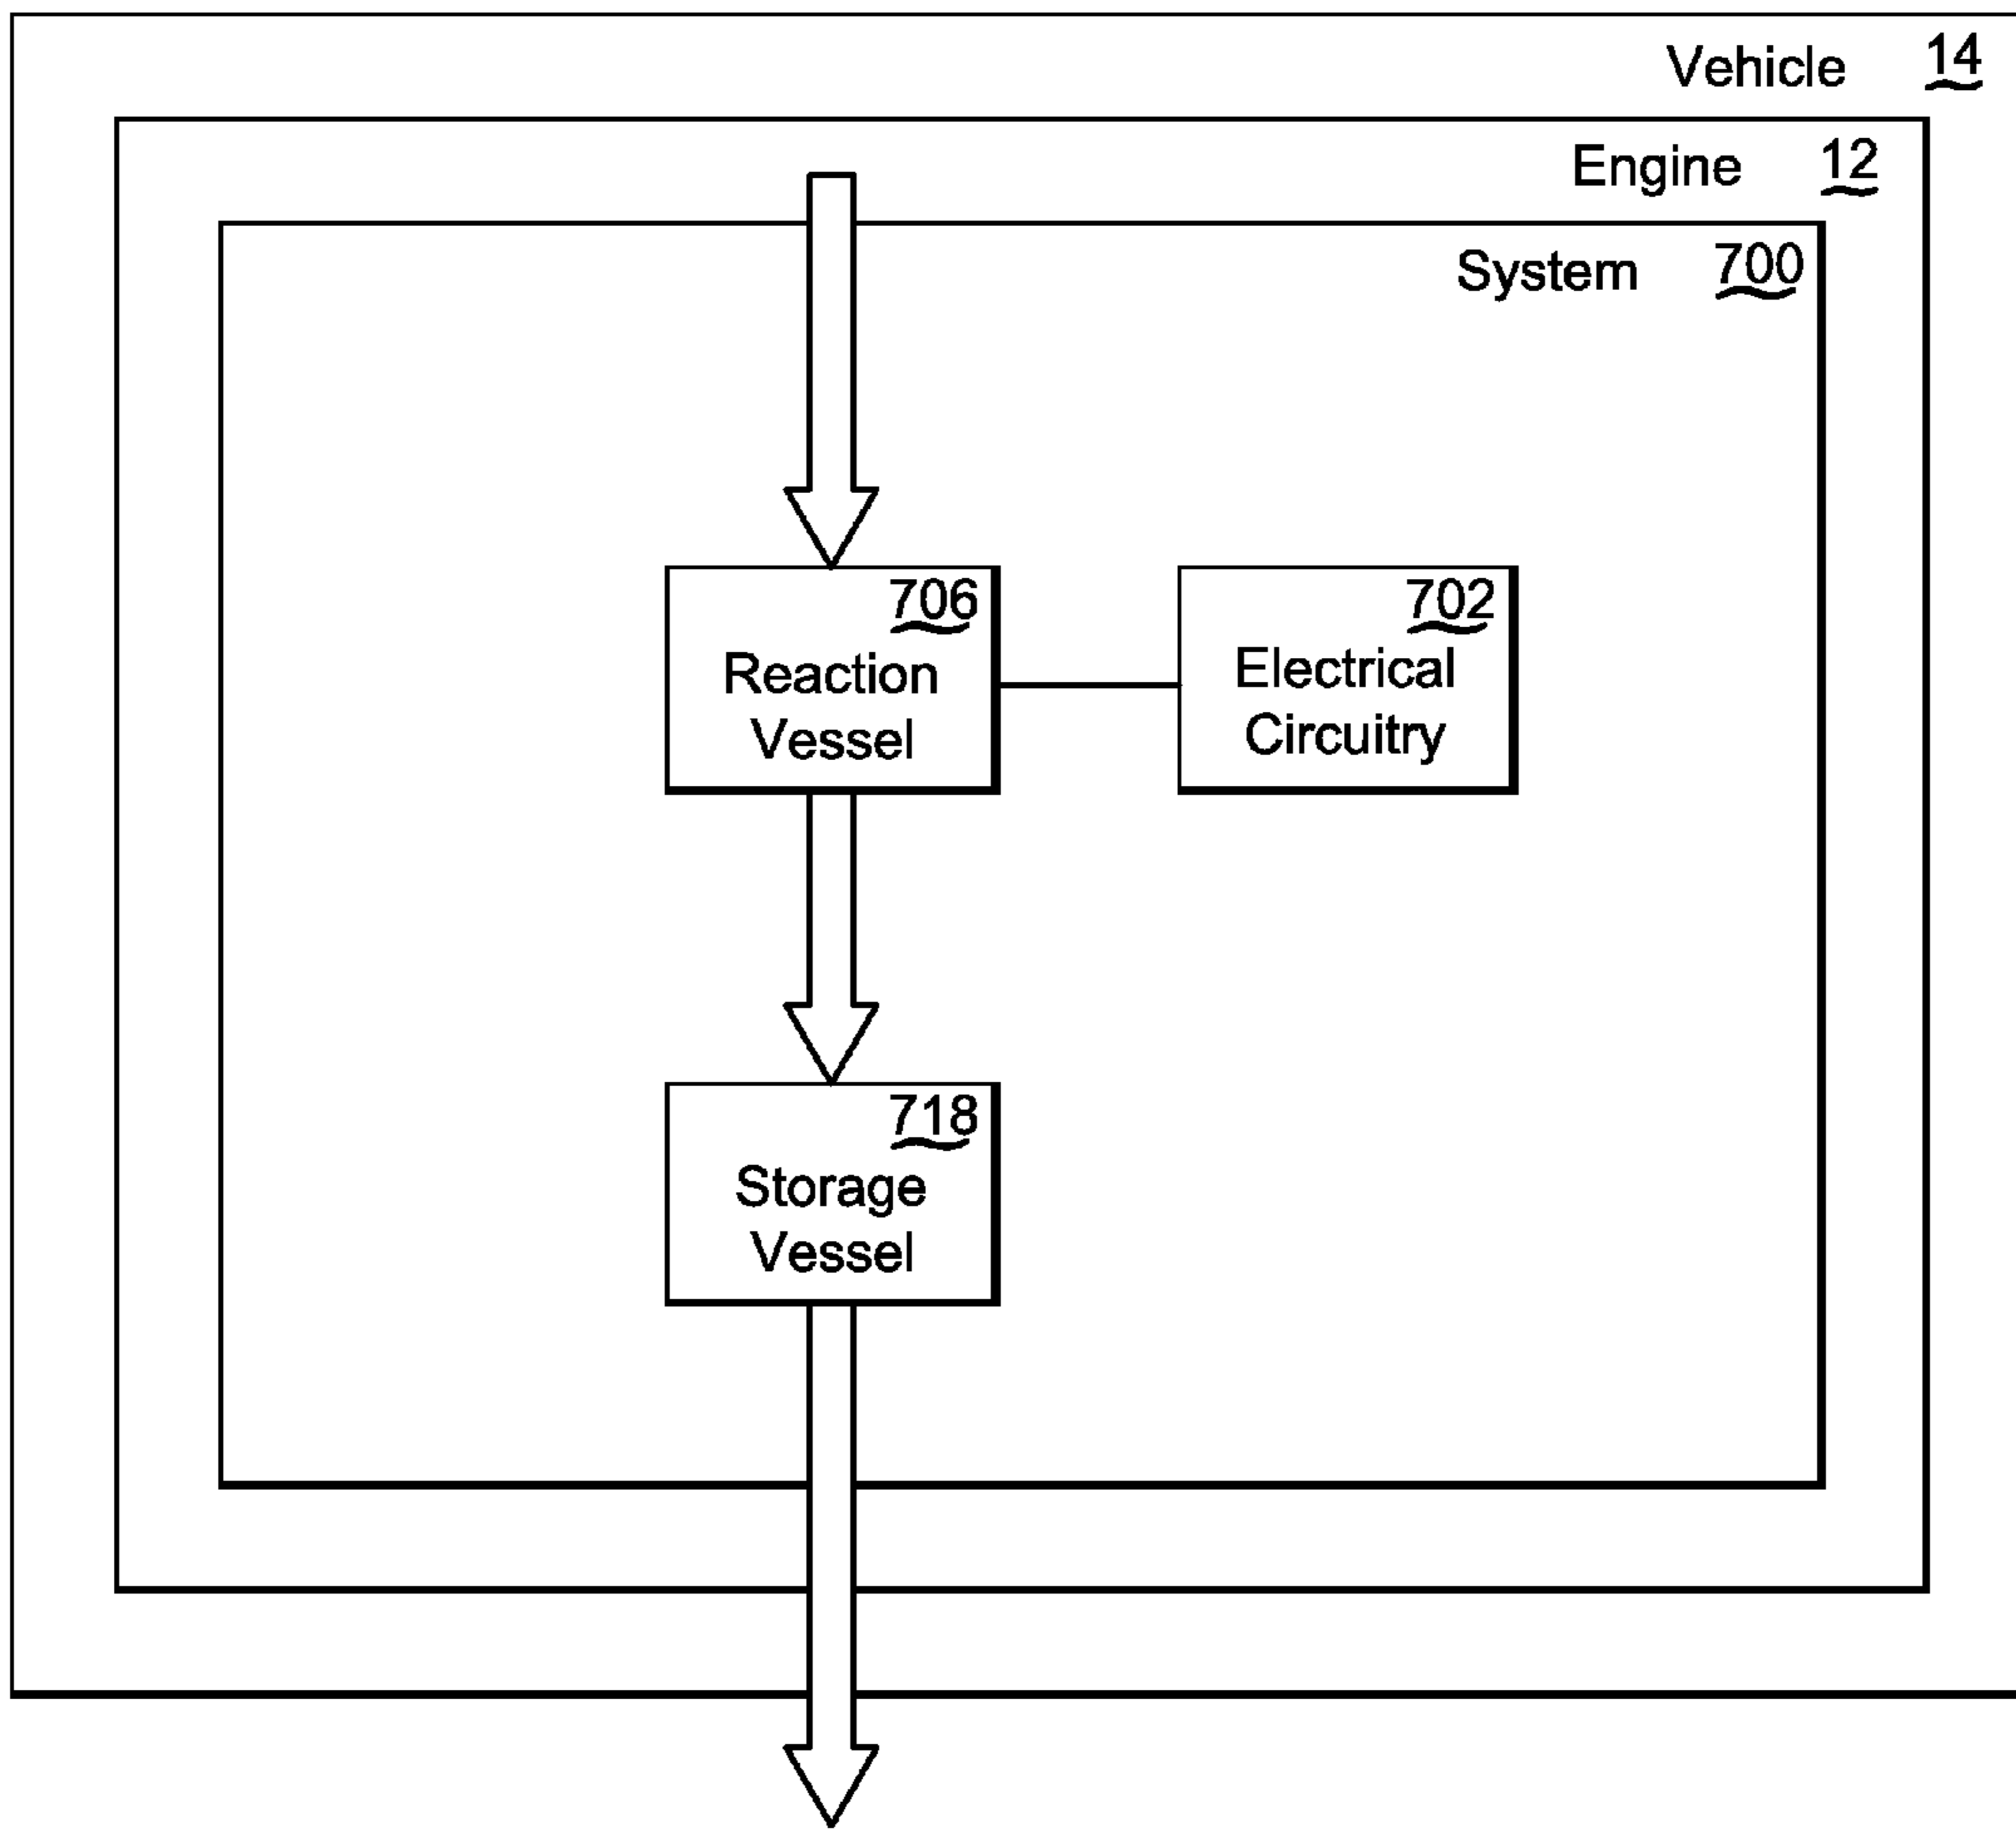 Vehicle 14
Engine 12
System 700
706
Reaction
Vessel
702
Electrical
Circuitry
718
Storage
Vessel